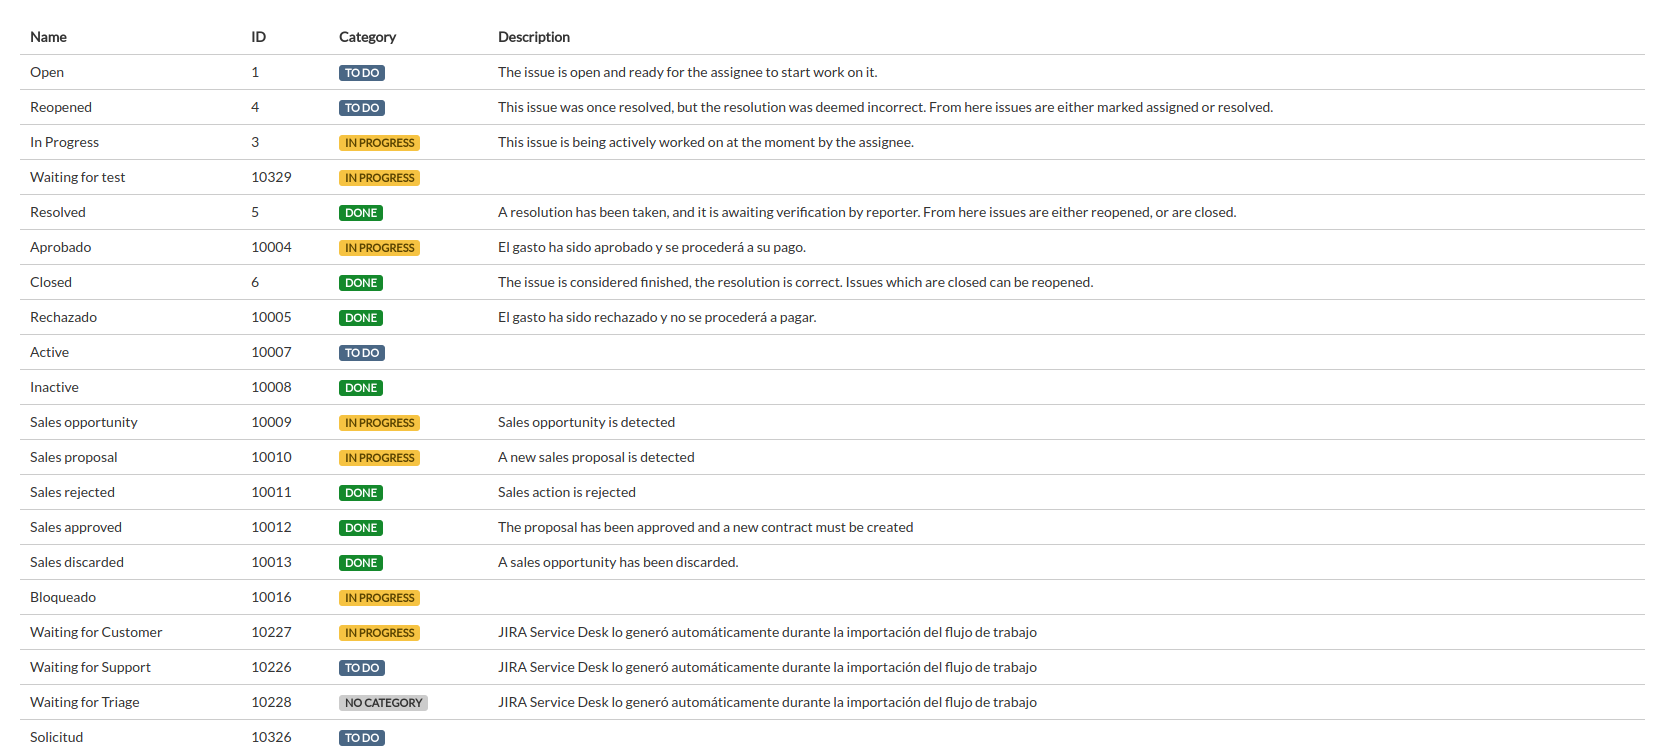 Name ID Category Description
Open 1 TO DO The issue is open and ready for the assignee to start work on it.
Reopened 4 TO DO This issue was once resolved, but the resolution was deemed incorrect. From here issues are either marked assigned or resolved.
In Progress 3 IN PROGRESS This issue is being actively worked on at the moment by the assignee.
Waiting for test 10329 IN PROGRESS
Resolved 5 DONE A resolution has been taken, and it is awaiting verification by reporter. From here issues are either reopened, or are closed.
Aprobado 10004 IN PROGRESS El gasto ha sido aprobado y se procederá a su pago.
Closed 6 DONE The issue is considered finished, the resolution is correct. Issues which are closed can be reopened.
Rechazado 10005 DONE El gasto ha sido rechazado y no se procederá a pagar.
Active 10007 TO DO
Inactive 10008 DONE
Sales opportunity 10009 IN PROGRESS Sales opportunity is detected
Sales proposal 10010 IN PROGRESS A new sales proposal is detected
Sales rejected 10011 DONE Sales action is rejected
Sales approved 10012 DONE The proposal has been approved and a new contract must be created
Sales discarded 10013 DONE A sales opportunity has been discarded.
Bloqueado 10016 IN PROGRESS
Waiting for Customer 10227 IN PROGRESS JIRA Service Desk lo generó automáticamente durante la importación del flujo de trabajo
Waiting for Support 10226 TO DO JIRA Service Desk lo generó automáticamente durante la importación del flujo de trabajo
Waiting for Triage 10228 NO CATEGORY JIRA Service Desk lo generó automáticamente durante la importación del flujo de trabajo
Solicitud 10326 TO DO